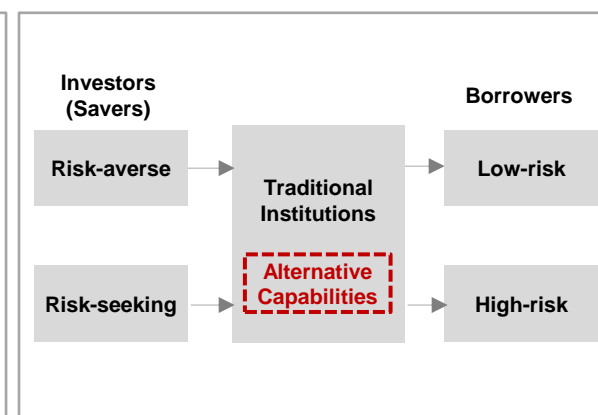 Investors
(Savers)
Borrowers
Risk-averse
Traditional
Institutions
Low-risk
Alternative
Capabilities
Risk-seeking
High-risk